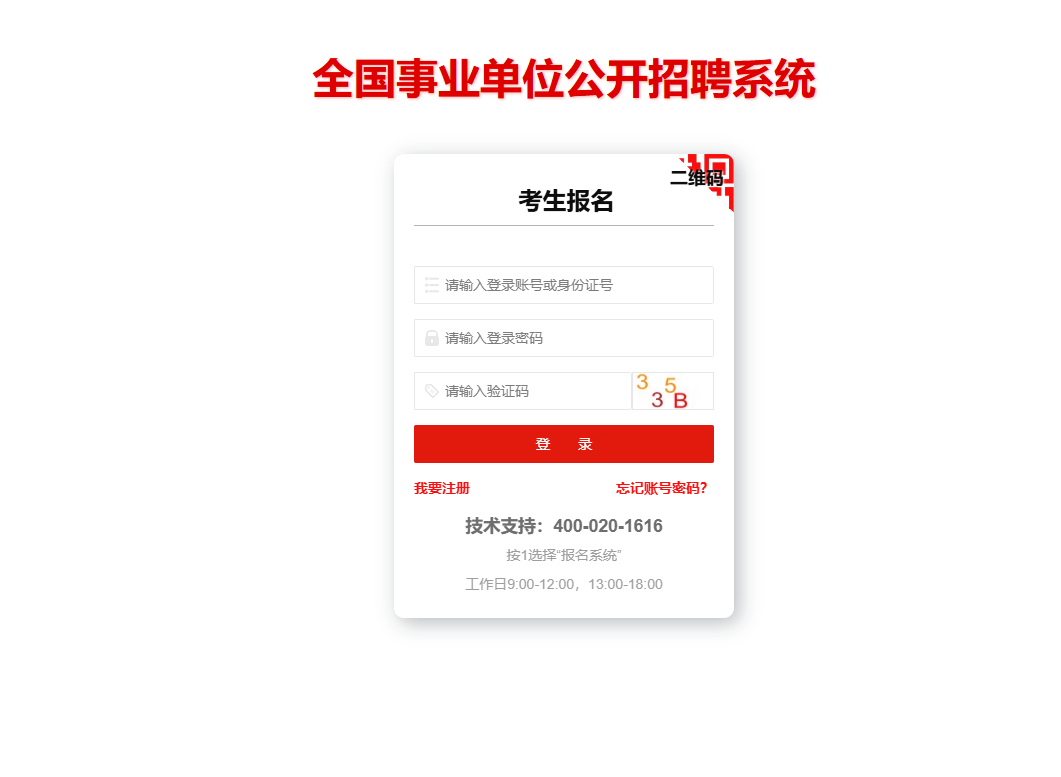 全国事业单位公开招聘系统
二维码
考生报名
请输入登录账号或身份证号
请输入登录密码
请输入验证码 3 3 5 B
登 录
我要注册 忘记账号密码?
技术支持：400-020-1616
按1选择“报名系统”
工作日9:00-12:00，13:00-18:00